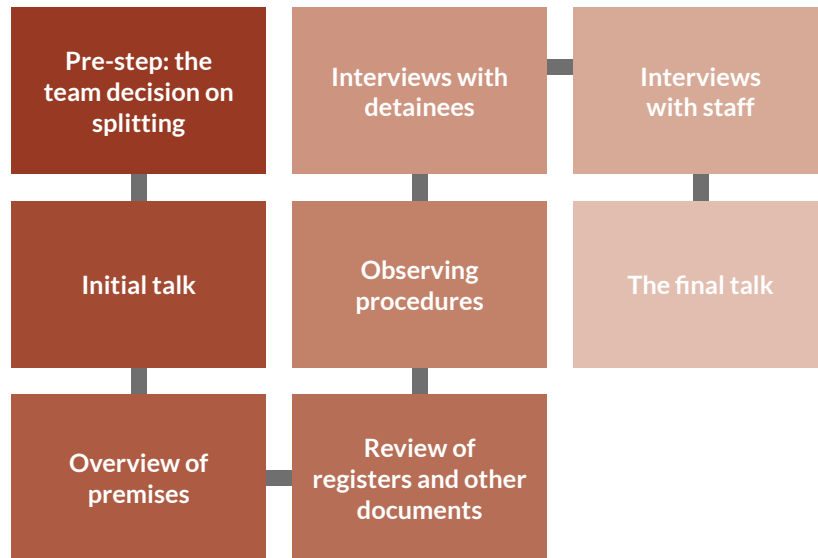 Pre-step: the
team decision on
splitting
Initial talk
Overview of
premises
Review of
registers and other
documents
Observing
procedures
Interviews with
detainees
Interviews
with staff
The final talk